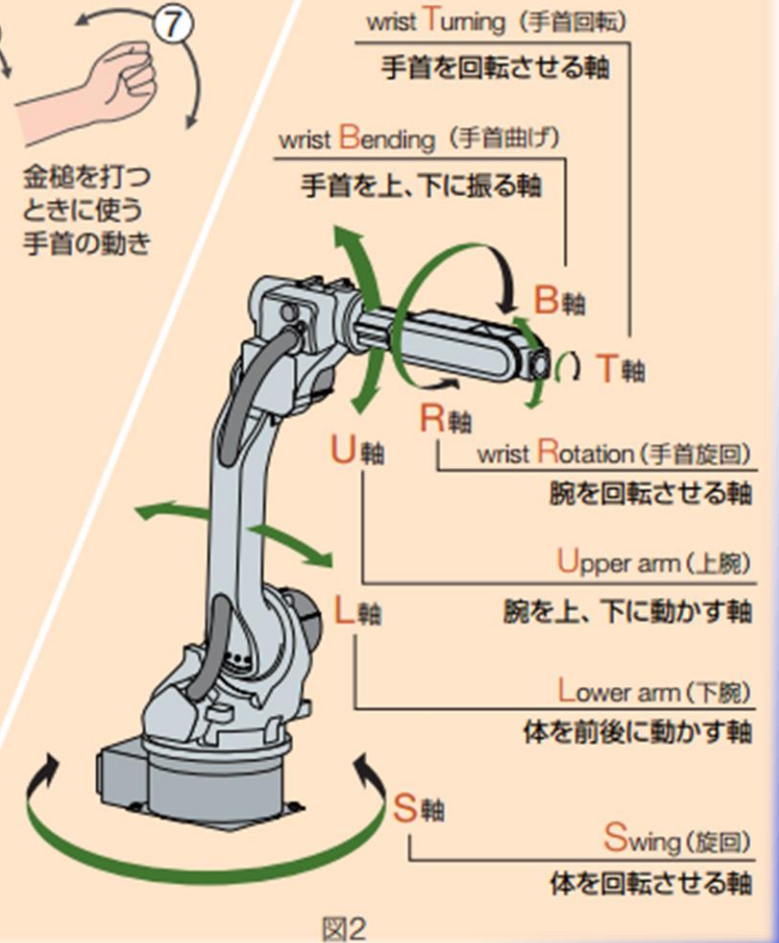 ⑦
金槌を打つ
ときに使う
手首の動き
wrist Turning（手首回転）
手首を回転させる軸
wrist Bending（手首曲げ）
手首を上、下に振る軸
B軸
T軸
R軸
wrist Rotation（手首旋回）
腕を回転させる軸
U軸
Upper arm（上腕）
腕を上、下に動かす軸
L軸
Lower arm（下腕）
体を前後に動かす軸
S軸
Swing（旋回）
体を回転させる軸
図2